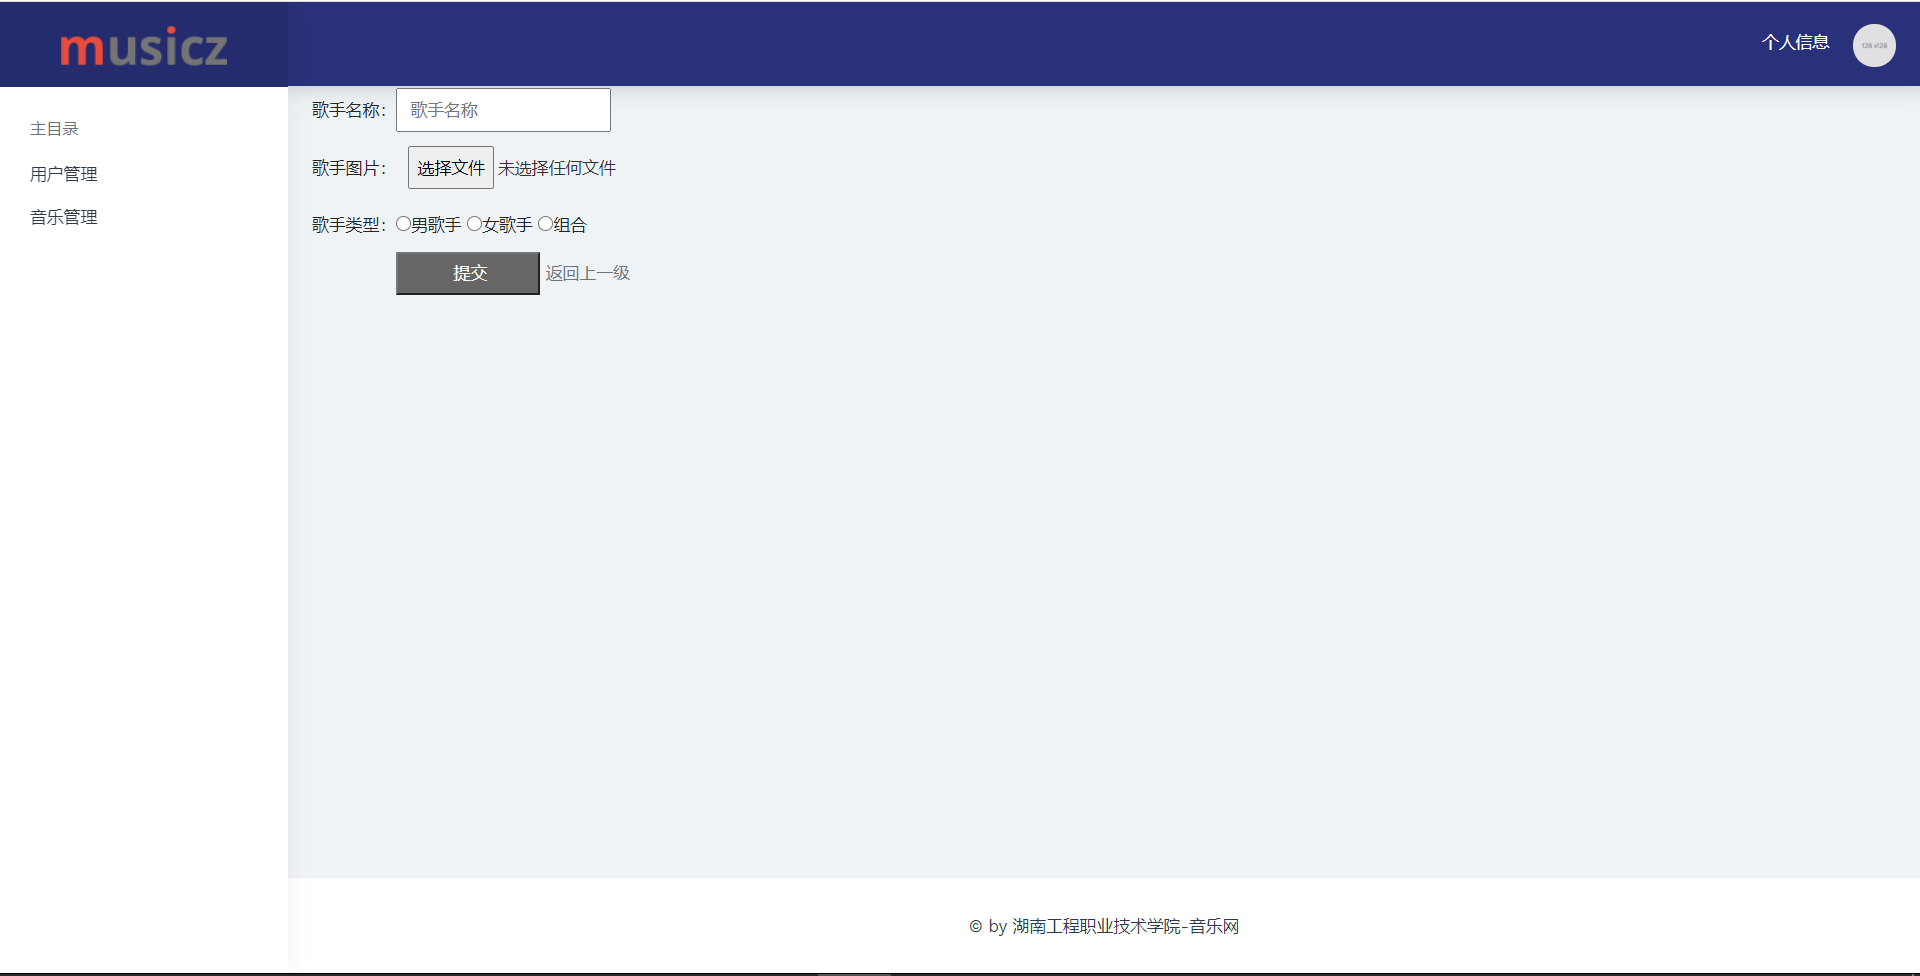 musicz
个人信息
128 x128
主目录
用户管理
音乐管理
歌手名称： 歌手名称
歌手图片： 选择文件 未选择任何文件
歌手类型： 男歌手 女歌手 组合
提交 返回上一级
© by 湖南工程职业技术学院-音乐网